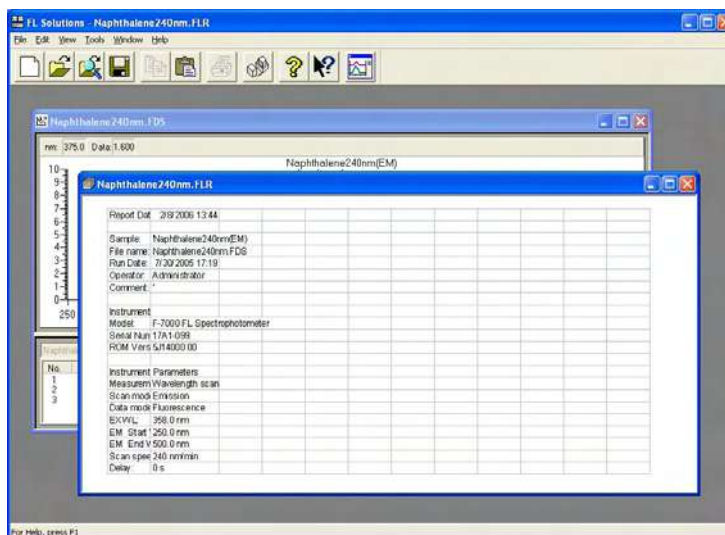 FL Solutions - Naphthalene240nm.FLR
File Edit View Tools Window Help
Naphthalene240nm.FDS
nm: 375.0 Data: 1.600
Naphthalene240nm(EM)
10
9
8
7
6
5
4
3
2
1
0
250
No.
1
2
3
Naphthalene240nm.FLR
Report Dat 2/8/2006 13:44
Sample: Naphthalene240nm(EM)
File name: Naphthalene240nm.FDS
Run Date: 7/30/2005 17:19
Operator: Administrator
Comment: '
Instrument
Model: F-7000 FL Spectrophotometer
Serial Nun 17A1-099
ROM Vers 5J14000 00
Instrument Parameters
Measurem Wavelength scan
Scan mod Emission
Data mode Fluorescence
EX WL: 358.0 nm
EM Start 250.0 nm
EM End V 500.0 nm
Scan spee 240 nm/min
Delay: 0 s
For Help, press F1